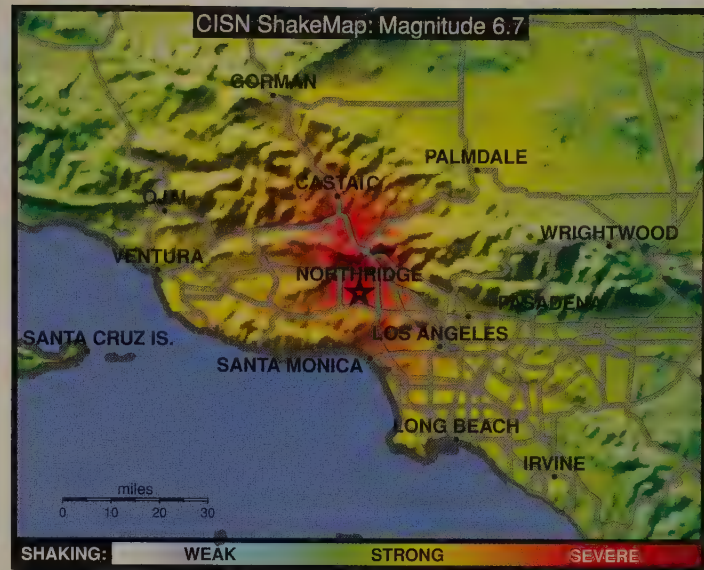 CISN ShakeMap: Magnitude 6.7
GORMAN
PALMDALE
CASTAIC
OJAI
WRIGHTWOOD
VENTURA
NORTHRIDGE
PASADENA
SANTA CRUZ IS.
LOS ANGELES
SANTA MONICA
LONG BEACH
IRVINE
miles
0 10 20 30
SHAKING: WEAK STRONG SEVERE